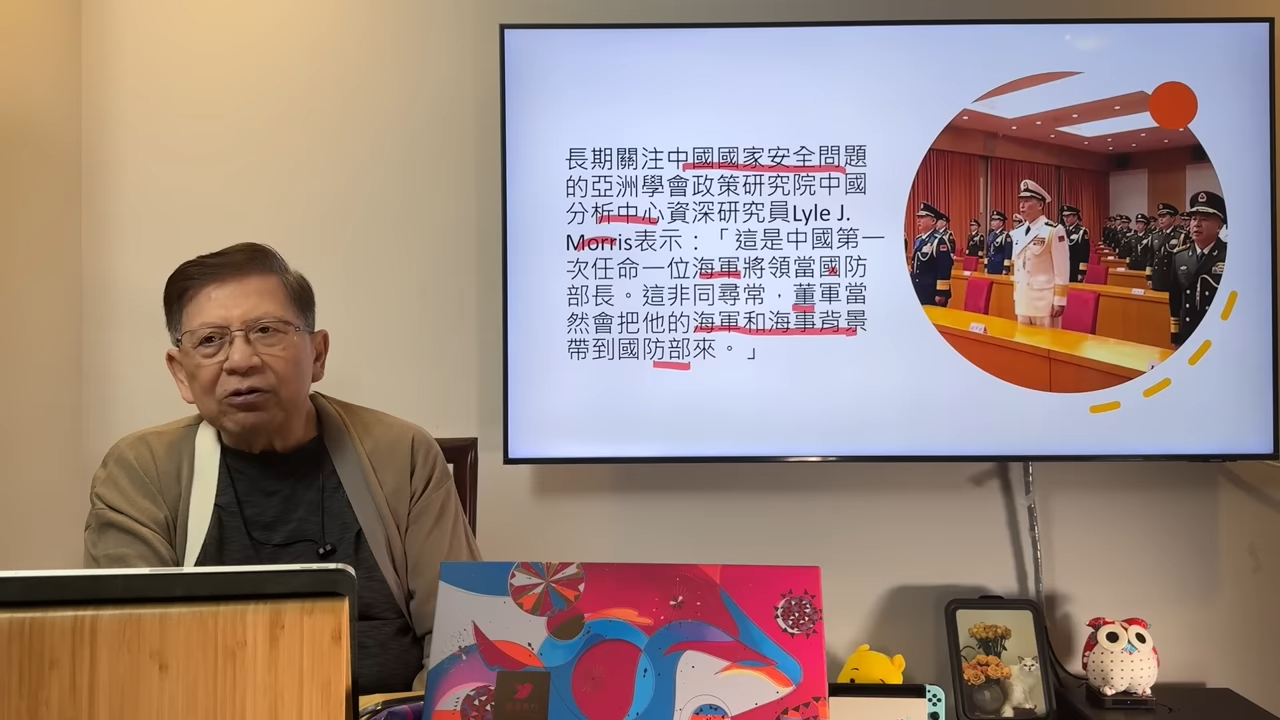 長期關注中國國家安全問題
的亞洲學會政策研究院中國
分析中心資深研究員Lyle J.
Morris表示：「這是中國第一
次任命一位海軍將領當國防
部長。這非同尋常，董軍當
然會把他的海軍和海事背景
帶到國防部來。」